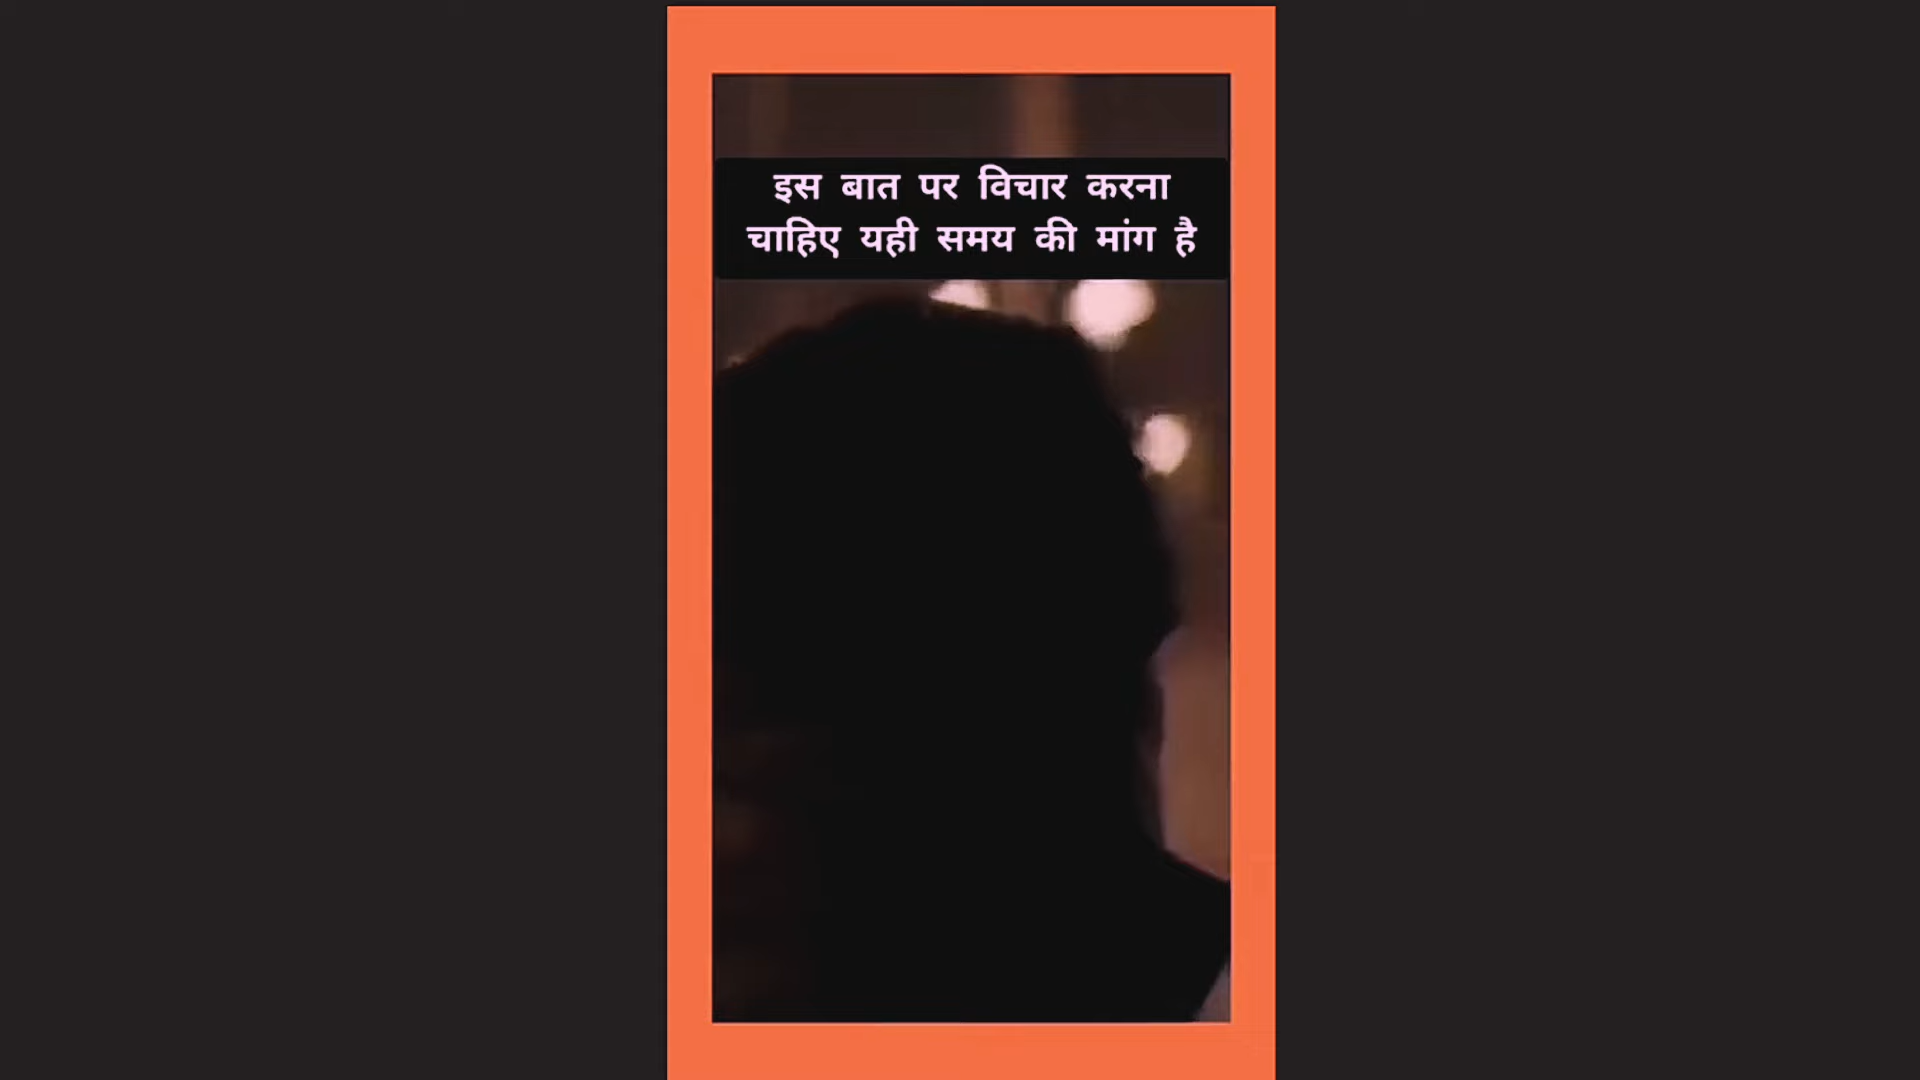 इस बात पर विचार करना
चाहिए यही समय की मांग है